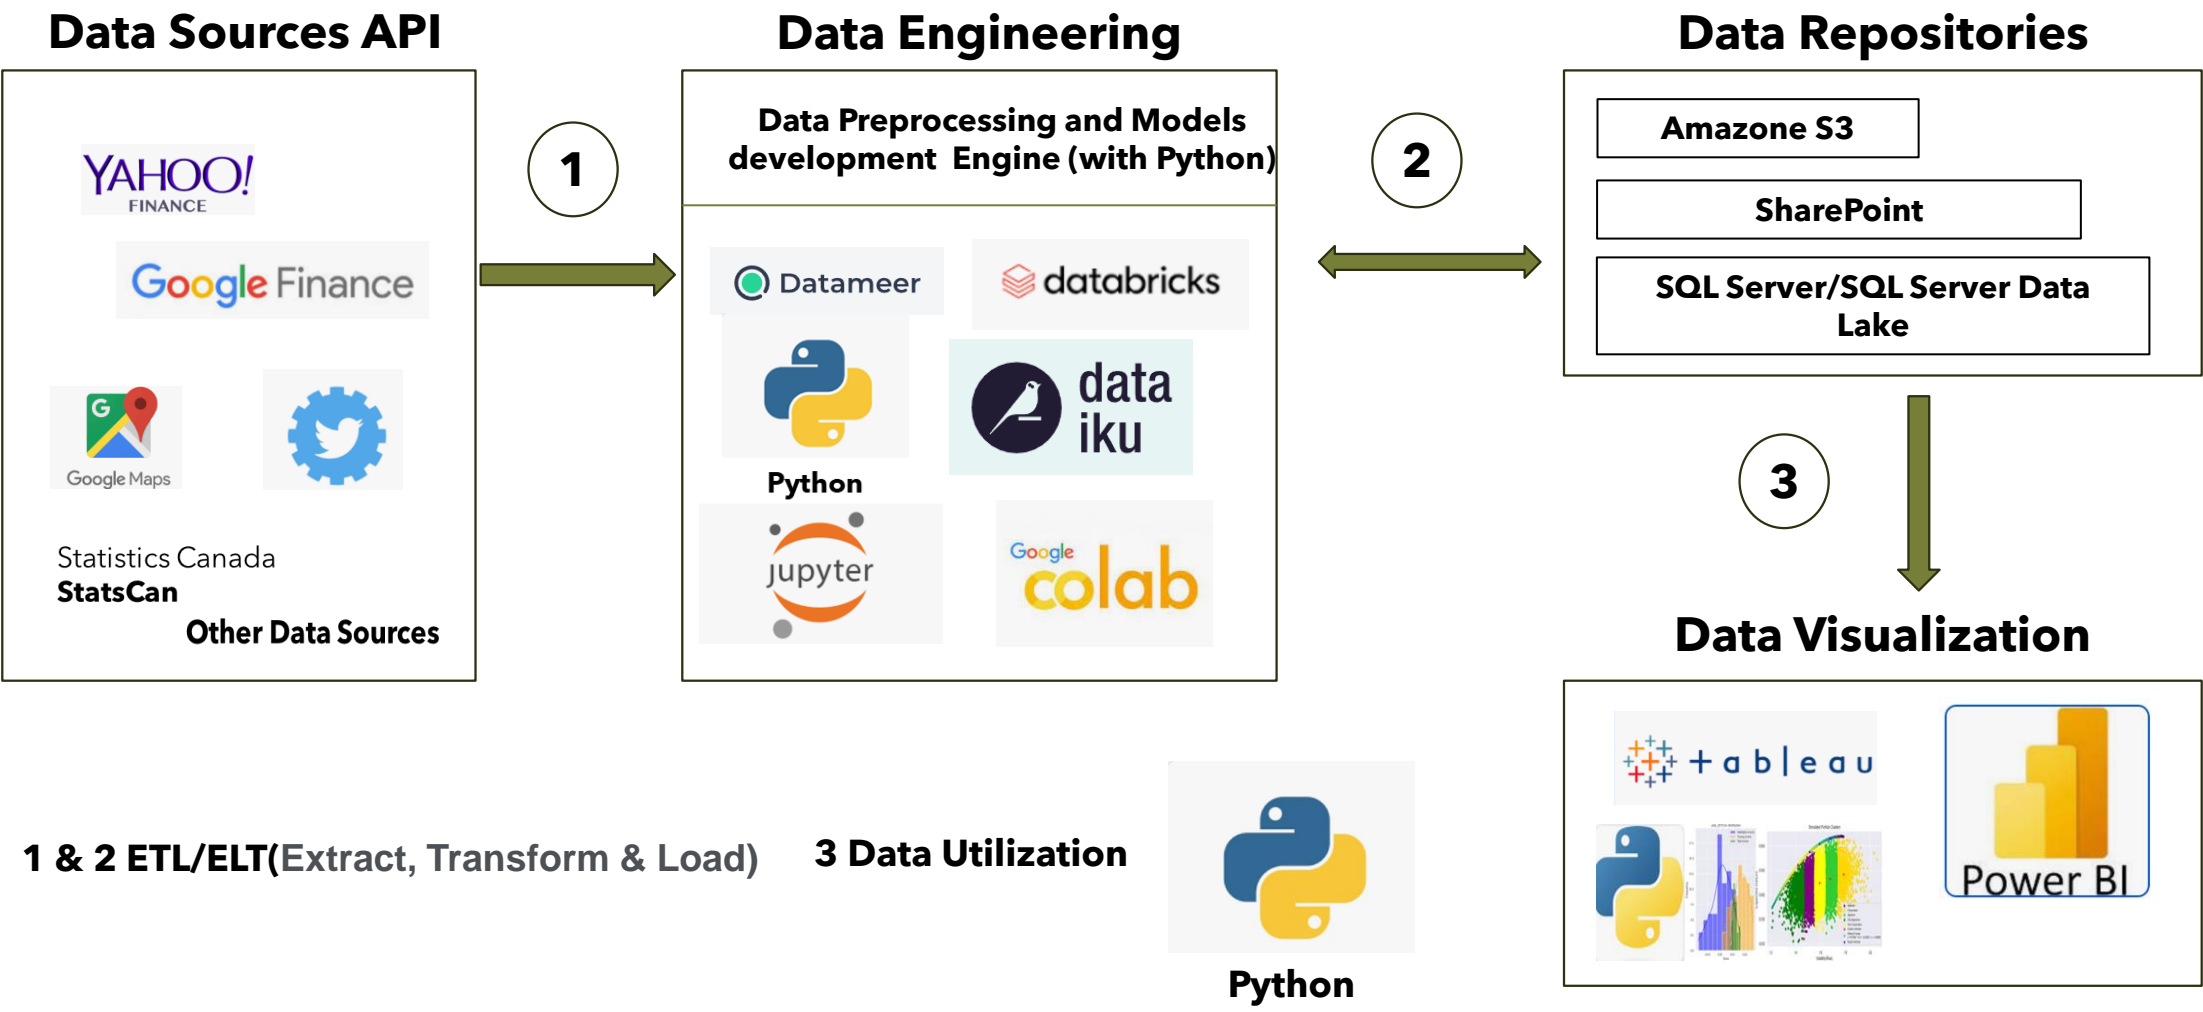 Data Sources API
YAHOO!
FINANCE
Google Finance
G
Google Maps
Statistics Canada
StatsCan
Other Data Sources
1
Data Engineering
Data Preprocessing and Models
development Engine (with Python)
Datameer
databricks
Python
data
iku
jupyter
Google
colab
2
Data Repositories
Amazone S3
SharePoint
SQL Server/SQL Server Data
Lake
3
Data Visualization
tableau
Power BI
1 & 2 ETL/ELT(Extract, Transform & Load)
3 Data Utilization
Python